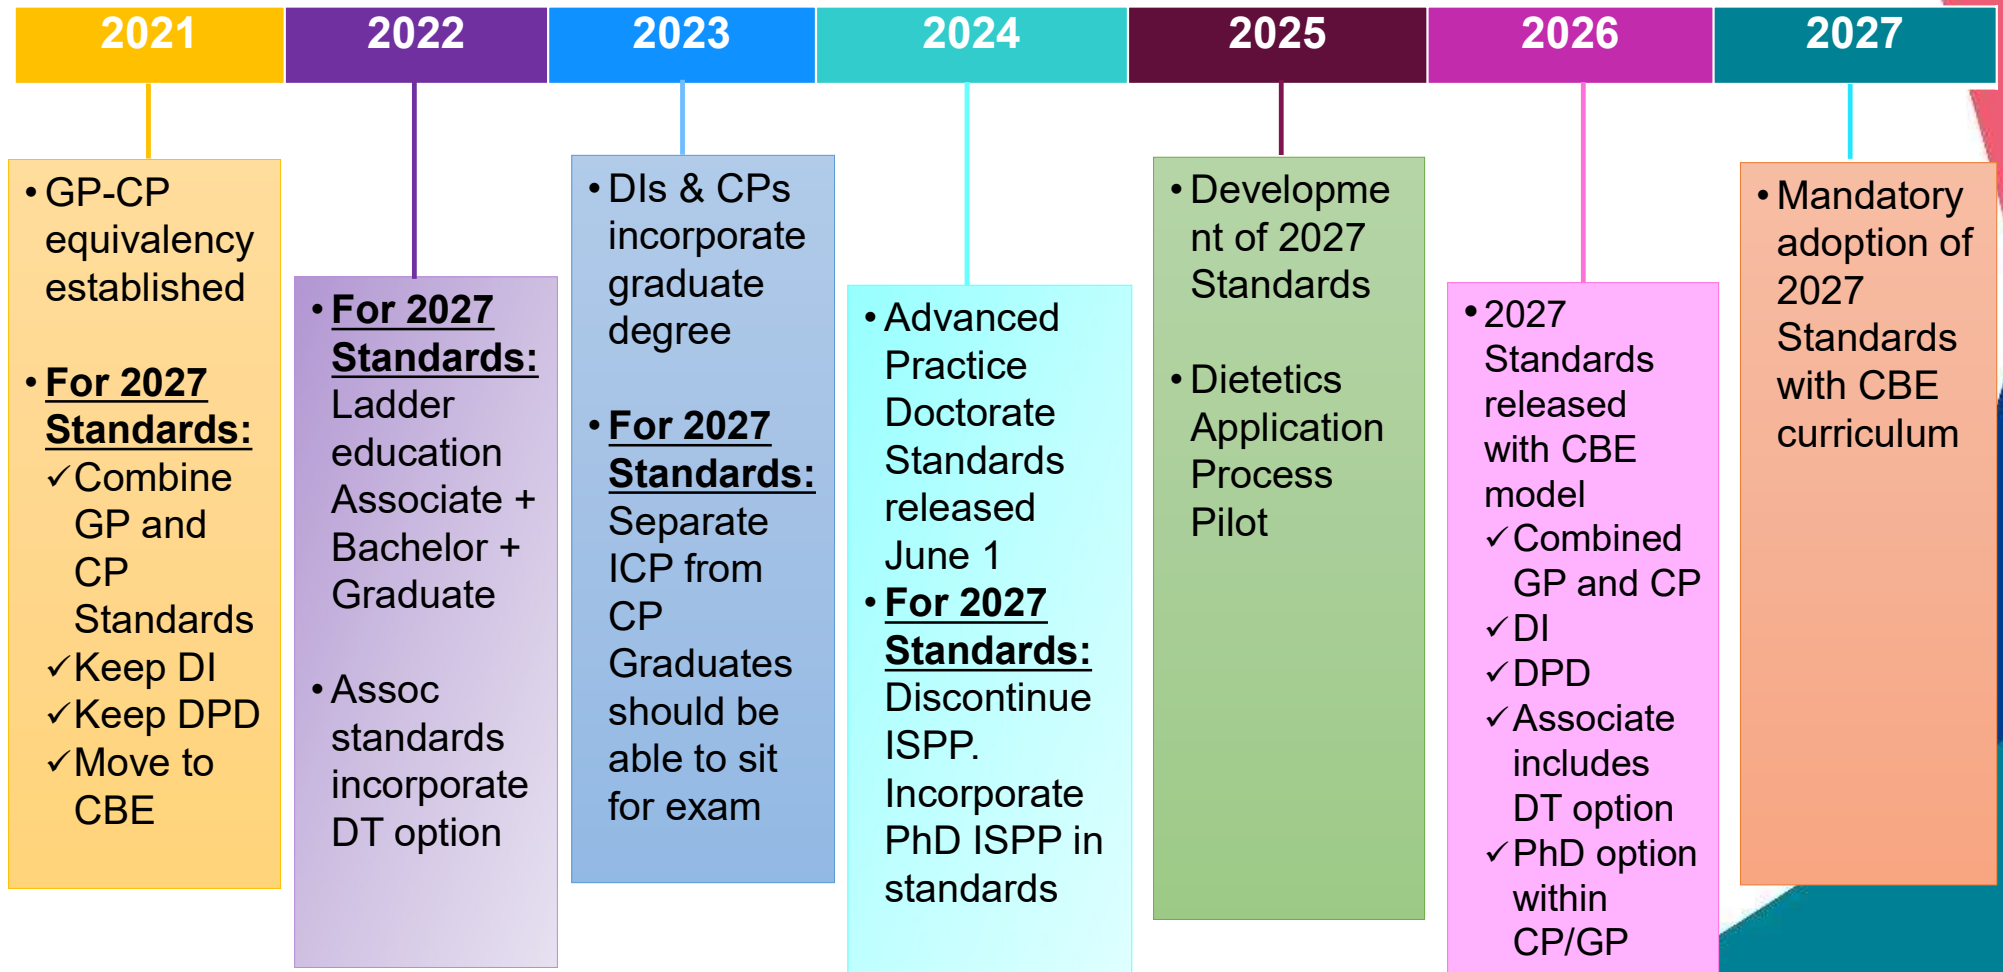 2021
2022
2023
2024
2025
2026
2027
• GP-CP
equivalency
established
• For 2027
Standards:
✓Combine
GP and
CP
Standards
✓Keep DI
✓Keep DPD
✓Move to
CBE
• For 2027
Standards:
Ladder
education
Associate +
Bachelor +
Graduate
• Assoc
standards
incorporate
DT option
• DIs & CPs
incorporate
graduate
degree
• For 2027
Standards:
Separate
ICP from
CP
Graduates
should be
able to sit
for exam
• Advanced
Practice
Doctorate
Standards
released
June 1
• For 2027
Standards:
Discontinue
ISPP.
Incorporate
PhD ISPP in
standards
• Developme
nt of 2027
Standards
• Dietetics
Application
Process
Pilot
• 2027
Standards
released
with CBE
model
✓Combined
GP and CP
✓DI
✓DPD
✓Associate
includes
DT option
✓PhD option
within
CP/GP
• Mandatory
adoption of
2027
Standards
with CBE
curriculum